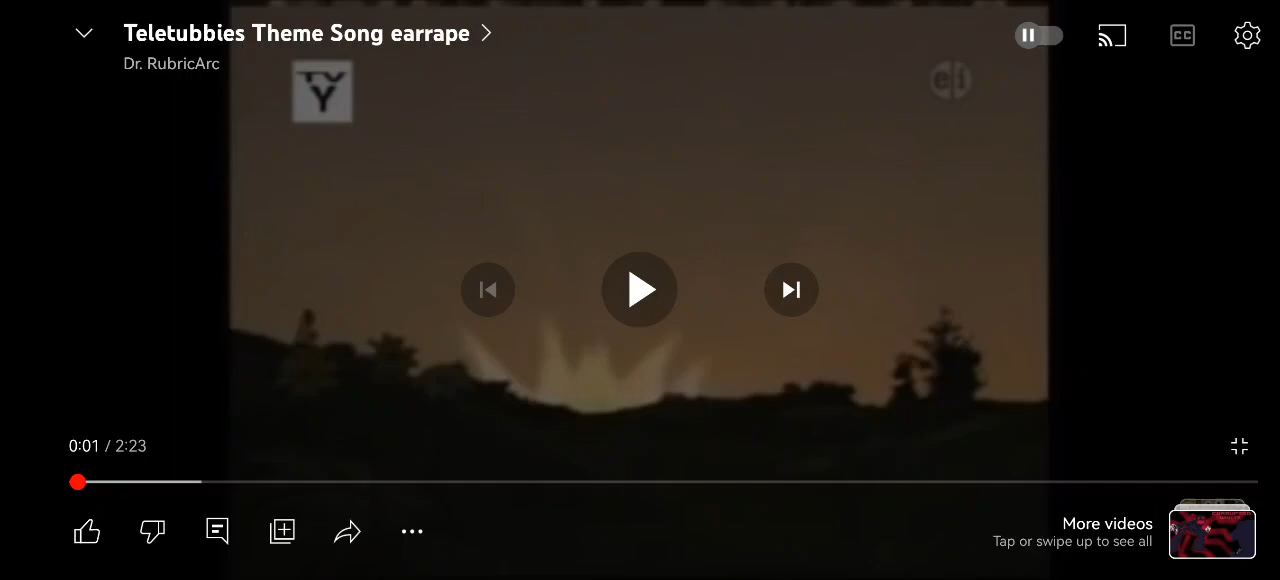 Teletubbies Theme Song earrape
Dr. RubricArc
CC
TV
Y
e|i
0:01 / 2:23
More videos
Tap or swipe up to see all